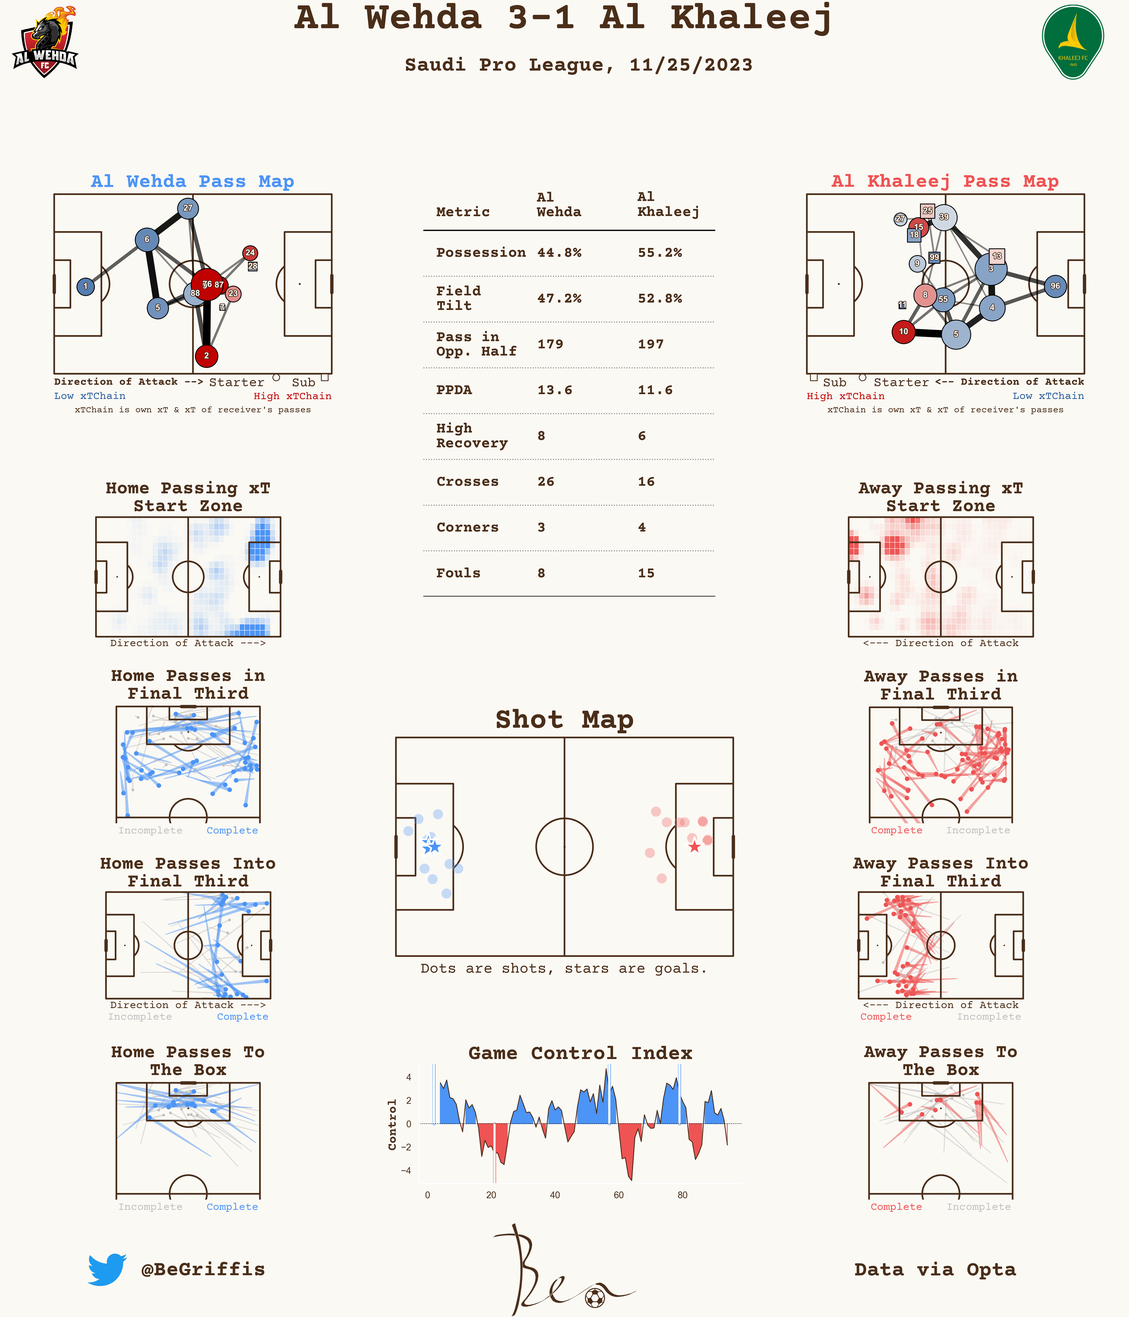 Al Wehda 3-1 Al Khaleej
Saudi Pro League, 11/25/2023
AL WEHDA
FC
KHALEEJ FC
Al Wehda Pass Map
27
6
24
28
1
76
87
88
23
5
2
Direction of Attack --> Starter Sub
Low xTChain High xTChain
xTChain is own xT & xT of receiver's passes
Metric Al Wehda Al Khaleej
Possession 44.8% 55.2%
Field Tilt 47.2% 52.8%
Pass in Opp. Half 179 197
PPDA 13.6 11.6
High Recovery 8 6
Crosses 26 16
Corners 3 4
Fouls 8 15
Al Khaleej Pass Map
25
27
39
15
18
99
13
9
3
96
8
55
11
4
10
5
Sub Starter <-- Direction of Attack
High xTChain Low xTChain
xTChain is own xT & xT of receiver's passes
Home Passing xT
Start Zone
Direction of Attack --->
Away Passing xT
Start Zone
<--- Direction of Attack
Home Passes in
Final Third
Incomplete Complete
Away Passes in
Final Third
Complete Incomplete
Shot Map
Dots are shots, stars are goals.
Home Passes Into
Final Third
Direction of Attack --->
Incomplete Complete
Away Passes Into
Final Third
<--- Direction of Attack
Complete Incomplete
Home Passes To
The Box
Incomplete Complete
Game Control Index
Control
4
2
0
−2
−4
0 20 40 60 80
Away Passes To
The Box
Complete Incomplete
@BeGriffis
Bea
Data via Opta